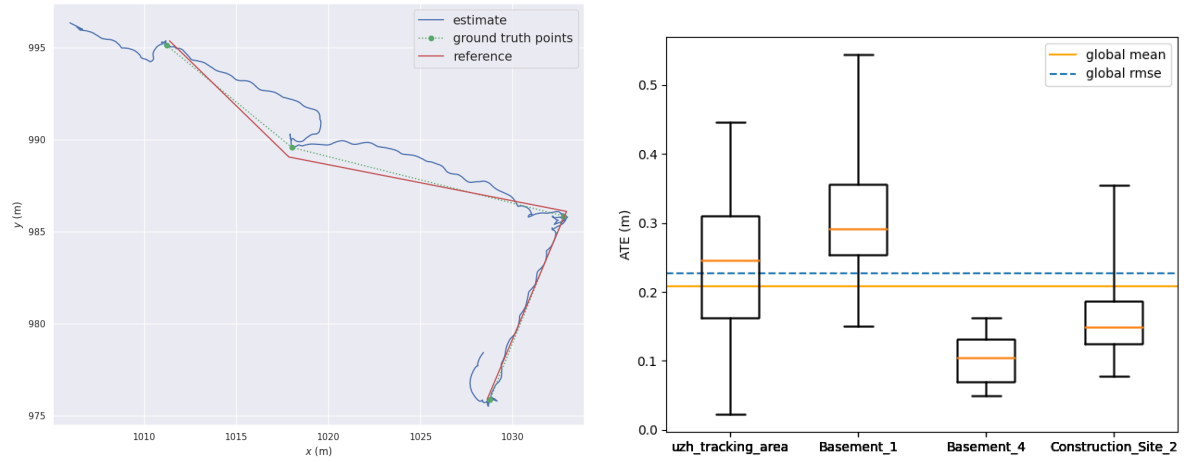 estimate
ground truth points
reference
995
990
985
980
975
y (m)
1010 1015 1020 1025 1030
x (m)
global mean
global rmse
0.5
0.4
0.3
0.2
0.1
0.0
ATE (m)
uzh_tracking_area Basement_1 Basement_4 Construction_Site_2